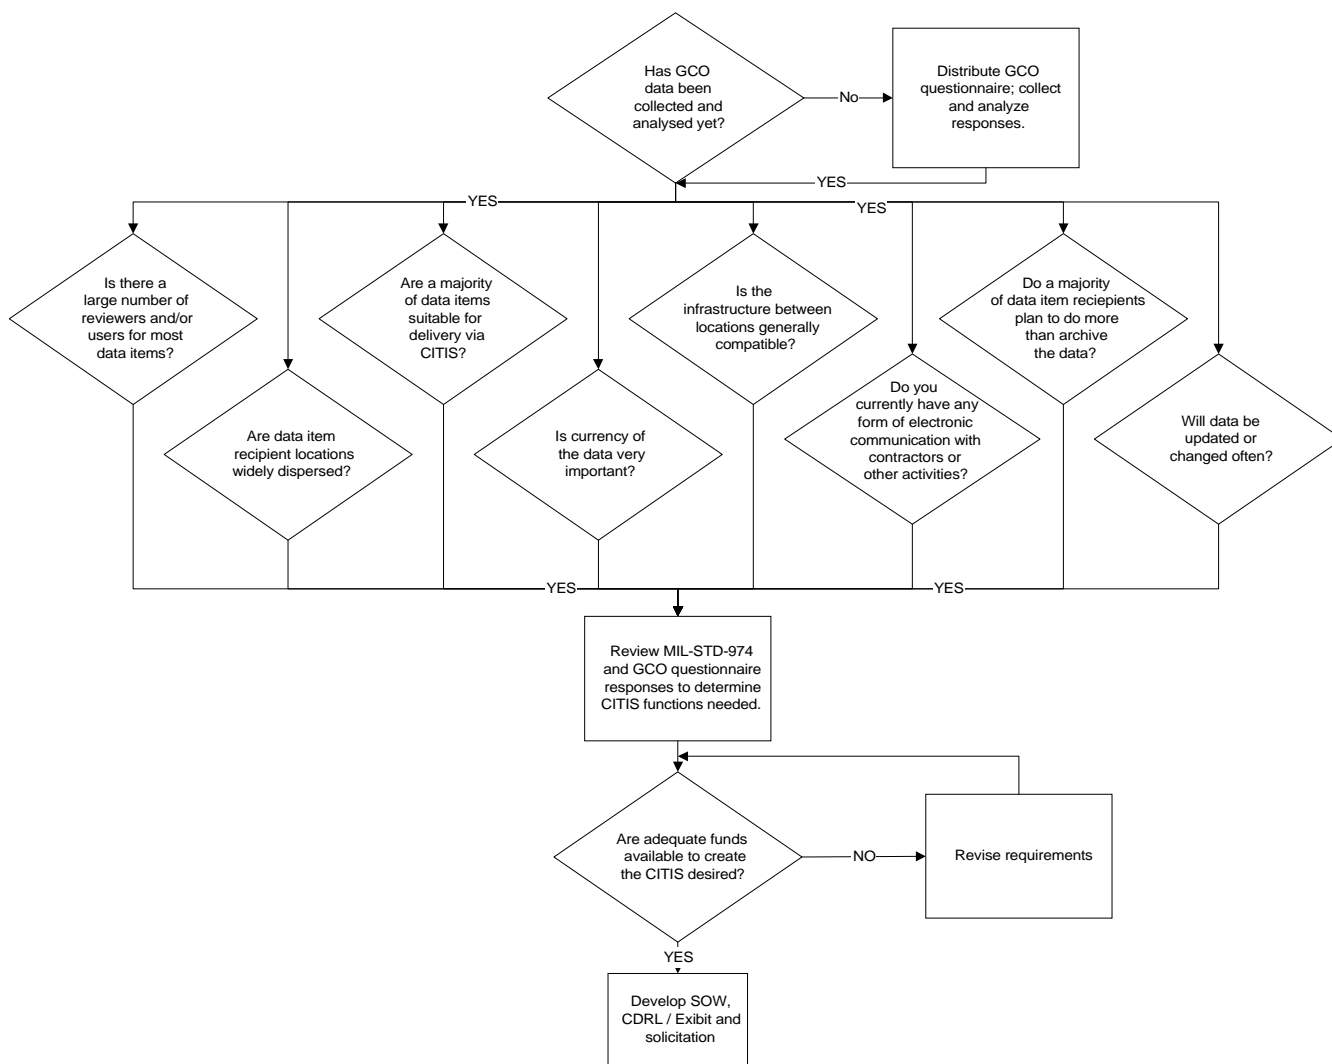 Has GCO
data been
collected and
analysed yet?
No
Distribute GCO
questionnaire; collect
and analyze
responses.
YES
YES
YES
Is there a
large number of
reviewers and/or
users for most
data items?
Are data item
recipient locations
widely dispersed?
Are a majority
of data items
suitable for
delivery via
CITIS?
Is currency of
the data very
important?
Is the
infrastructure between
locations generally
compatible?
Do you
currently have any
form of electronic
communication with
contractors or
other activities?
Do a majority
of data item reciepients
plan to do more
than archive
the data?
Will data be
updated or
changed often?
YES
YES
Review MIL-STD-974
and GCO questionnaire
responses to determine
CITIS functions needed.
Are adequate funds
available to create
the CITIS desired?
NO
Revise requirements
YES
Develop SOW,
CDRL / Exibit and
solicitation